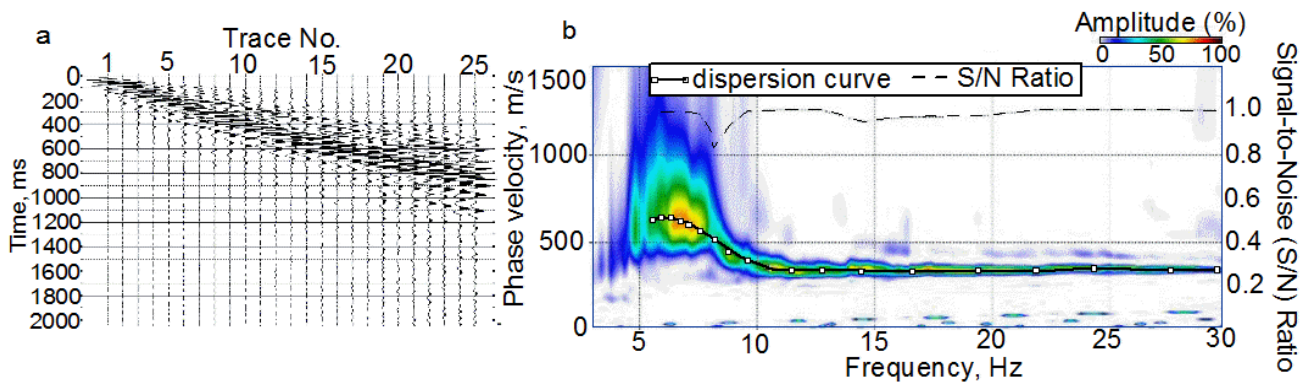 a
Trace No.
1 5 10 15 20 25
Time, ms
0
200
400
600
800
1000
1200
1400
1600
1800
2000
b
Amplitude (%)
0 50 100
dispersion curve S/N Ratio
Phase velocity, m/s
1500
1000
500
0
Signal-to-Noise (S/N) Ratio
1.0
0.8
0.6
0.4
0.2
5 10 15 20 25 30
Frequency, Hz